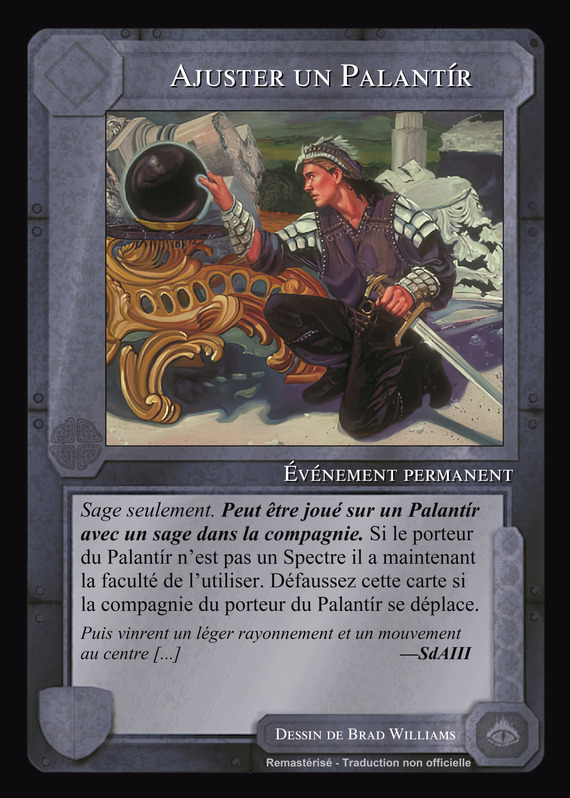 Ajuster un Palantír
Événement permanent
Sage seulement. Peut être joué sur un Palantír
avec un sage dans la compagnie. Si le porteur
du Palantír n’est pas un Spectre il a maintenant
la faculté de l’utiliser. Défaussez cette carte si
la compagnie du porteur du Palantír se déplace.
Puis vinrent un léger rayonnement et un mouvement
au centre [...] —SdAIII
Dessin de Brad Williams
Remastérisé - Traduction non officielle